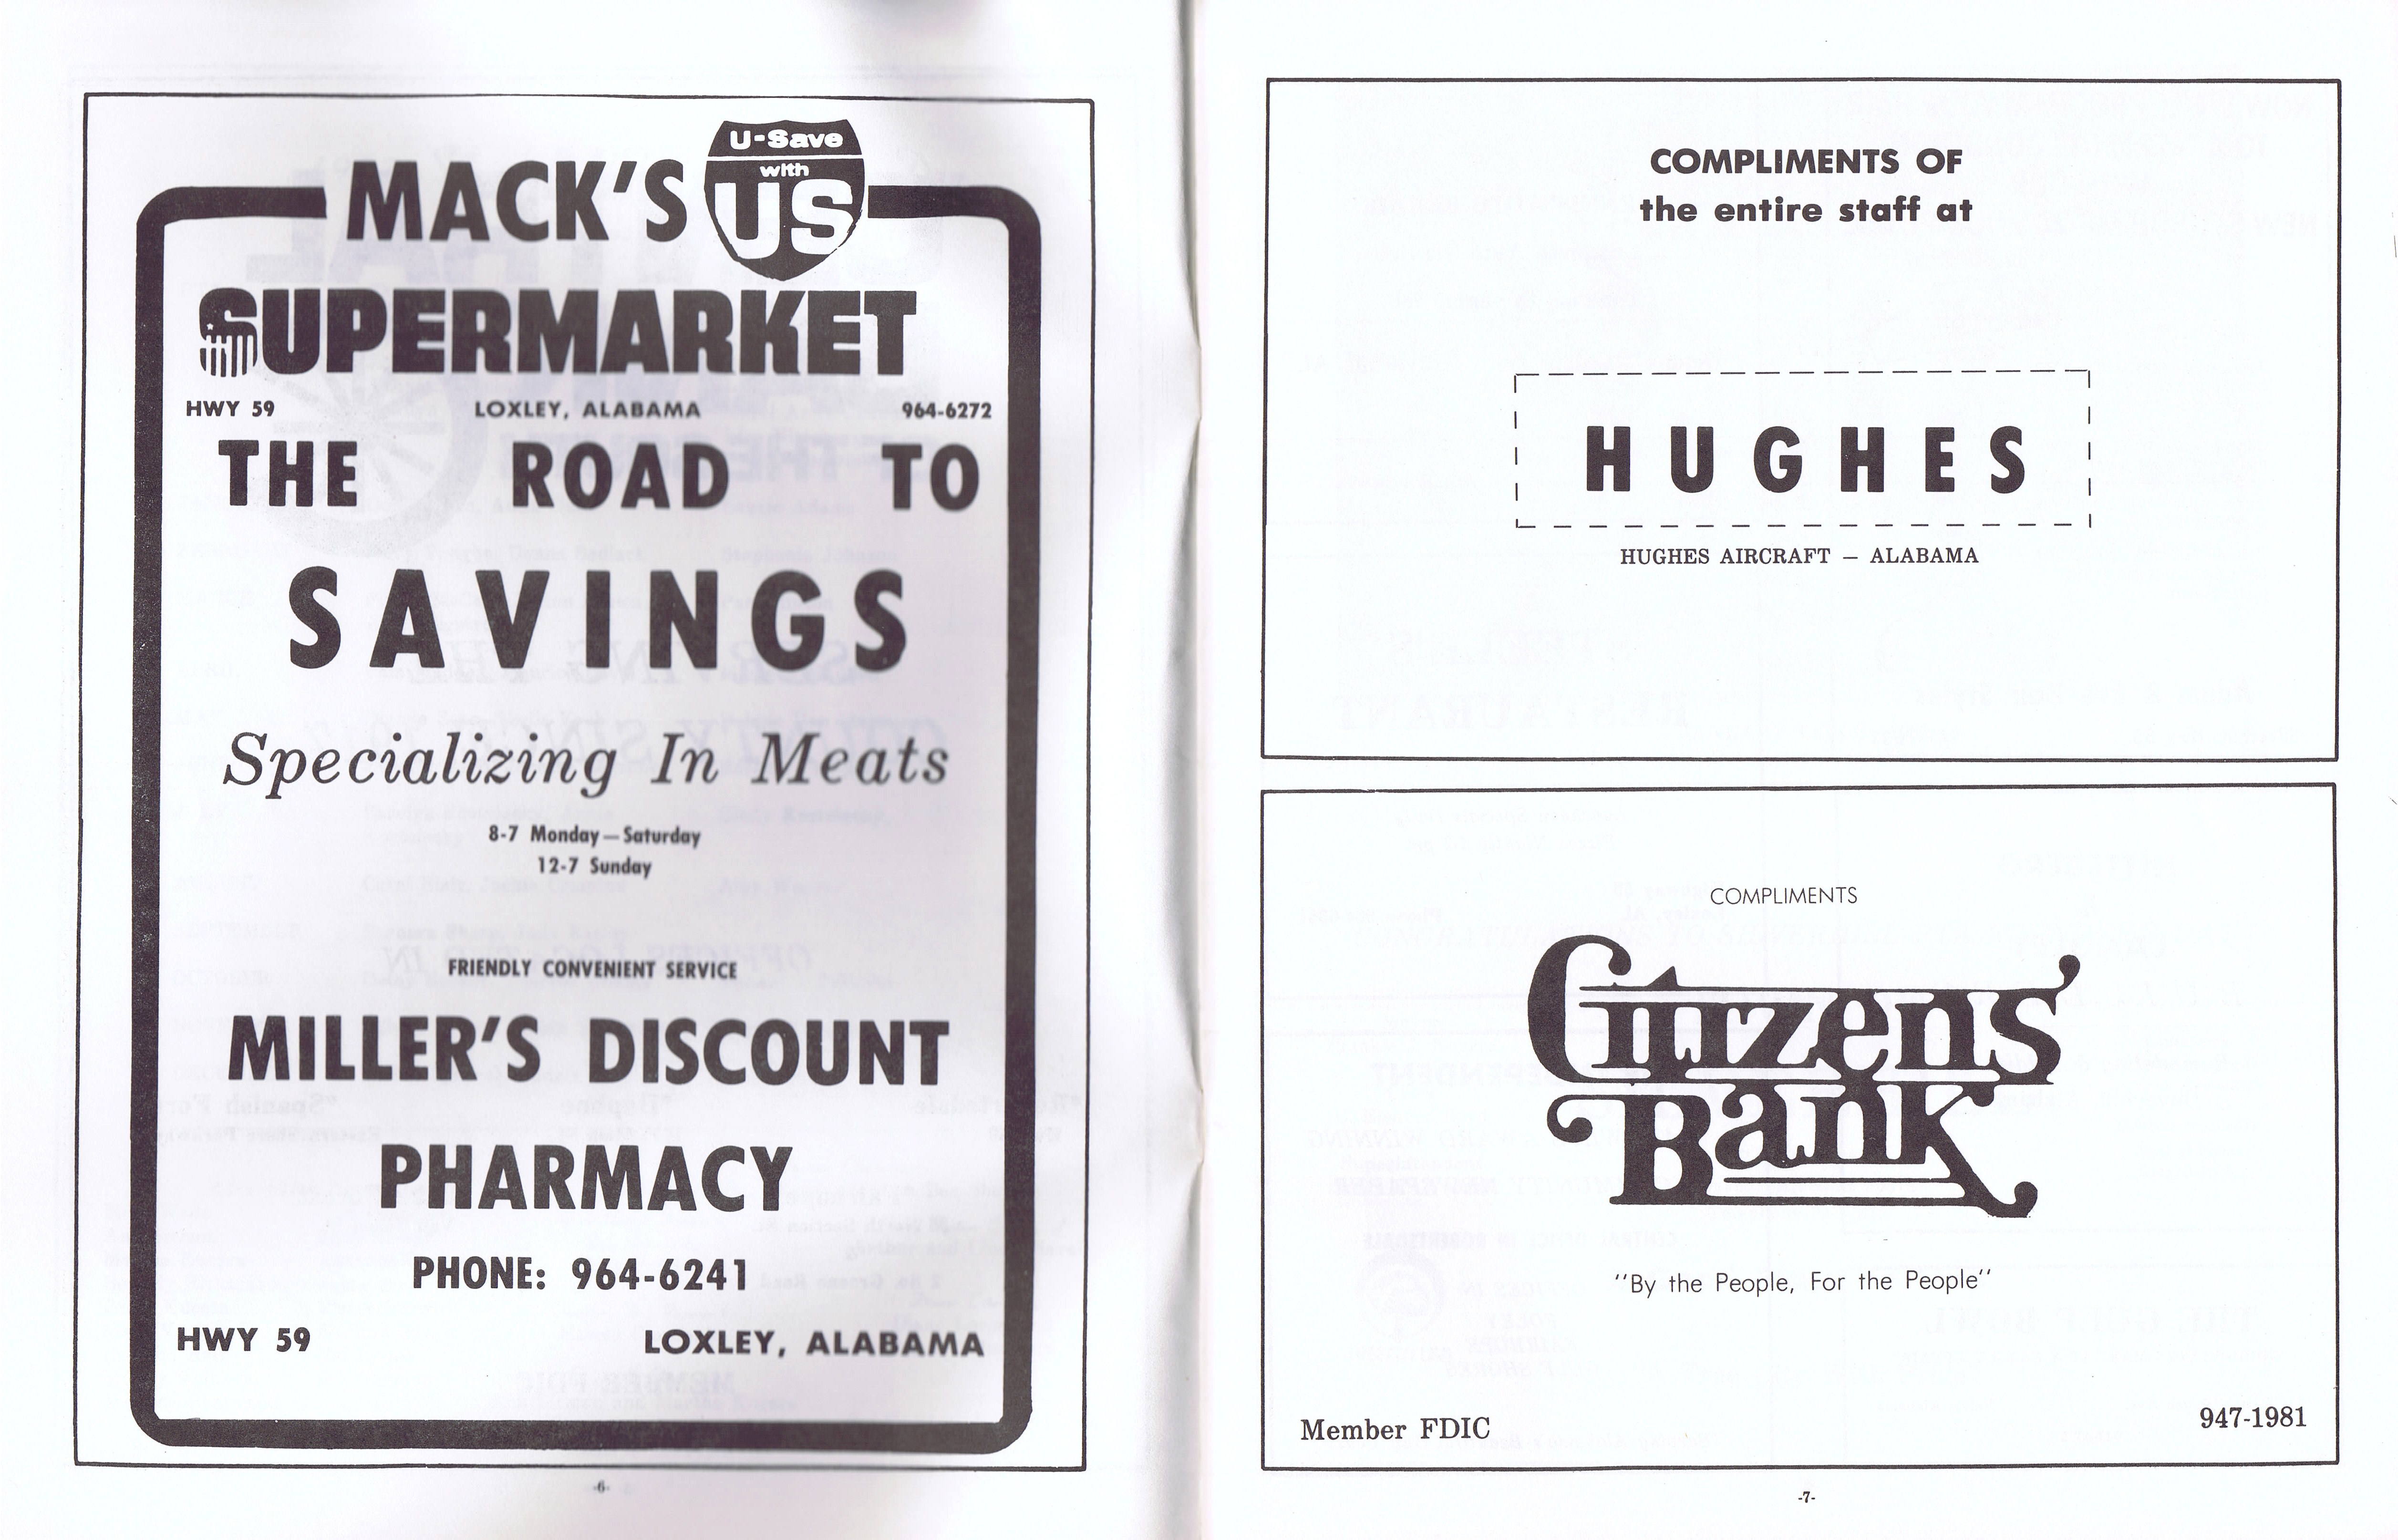 MACK'S
U-Save
with
US
SUPERMARKET
HWY 59 LOXLEY, ALABAMA 964-6272
THE ROAD TO
SAVINGS
Specializing In Meats
8-7 Monday — Saturday
12-7 Sunday
FRIENDLY CONVENIENT SERVICE
MILLER'S DISCOUNT
PHARMACY
PHONE: 964-6241
HWY 59 LOXLEY, ALABAMA
-6-
COMPLIMENTS OF
the entire staff at
HUGHES
HUGHES AIRCRAFT — ALABAMA
COMPLIMENTS
Citizens'
Bank
"By the People, For the People"
Member FDIC 947-1981
-7-